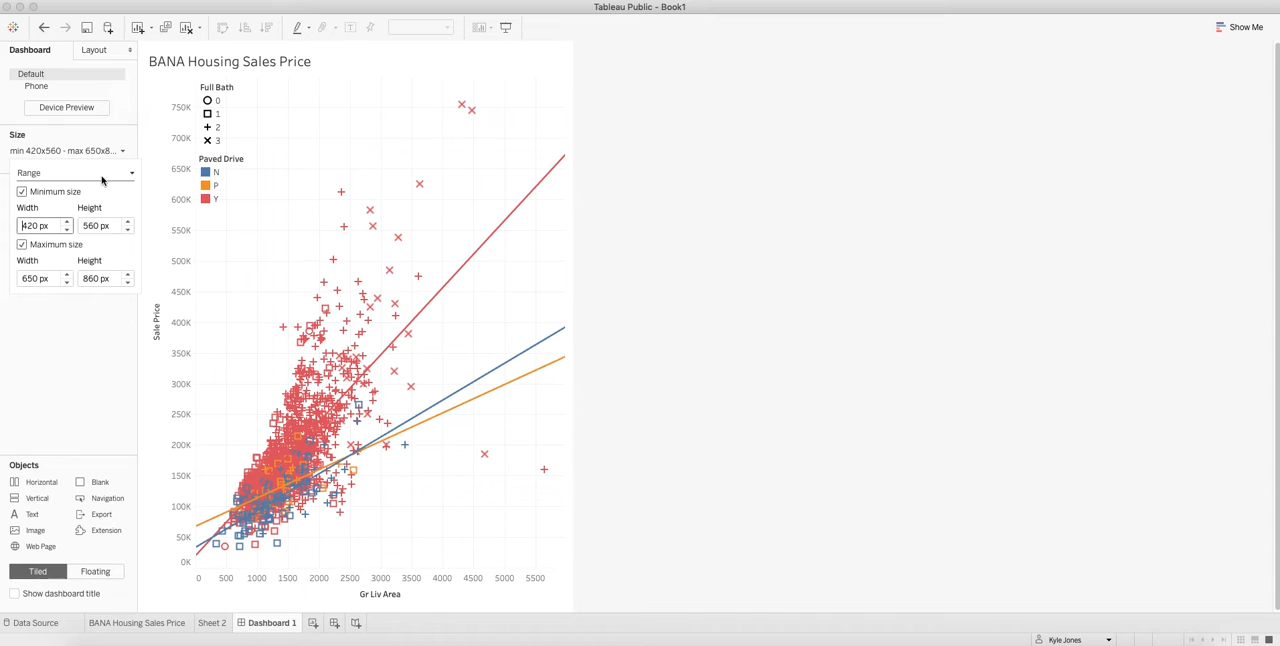 Tableau Public - Book1
Show Me
Dashboard
Layout
Default
Phone
Device Preview
Size
min 420x560 - max 650x8...
Range
Minimum size
Width Height
420 px 560 px
Maximum size
Width Height
650 px 860 px
Objects
Horizontal Blank
Vertical Navigation
Text Export
Image Extension
Web Page
Tiled Floating
Show dashboard title
BANA Housing Sales Price
Full Bath
0
1
2
3
Paved Drive
N
P
Y
750K
700K
650K
600K
550K
500K
450K
400K
350K
300K
250K
200K
150K
100K
50K
0K
Sale Price
0 500 1000 1500 2000 2500 3000 3500 4000 4500 5000 5500
Gr Liv Area
Data Source BANA Housing Sales Price Sheet 2 Dashboard 1
Kyle Jones